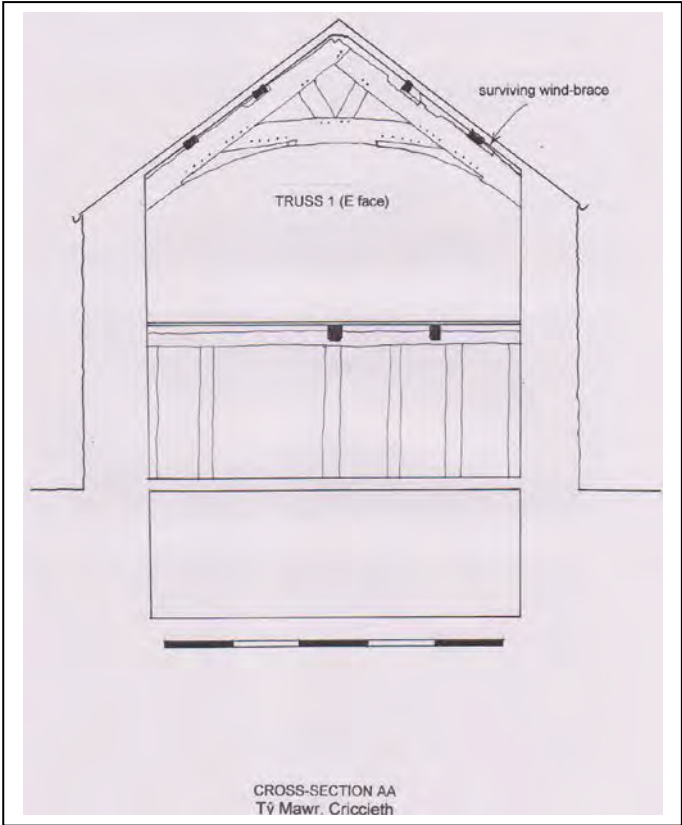 surviving wind-brace
TRUSS 1 (E face)
CROSS-SECTION AA
Tŷ Mawr. Criccieth